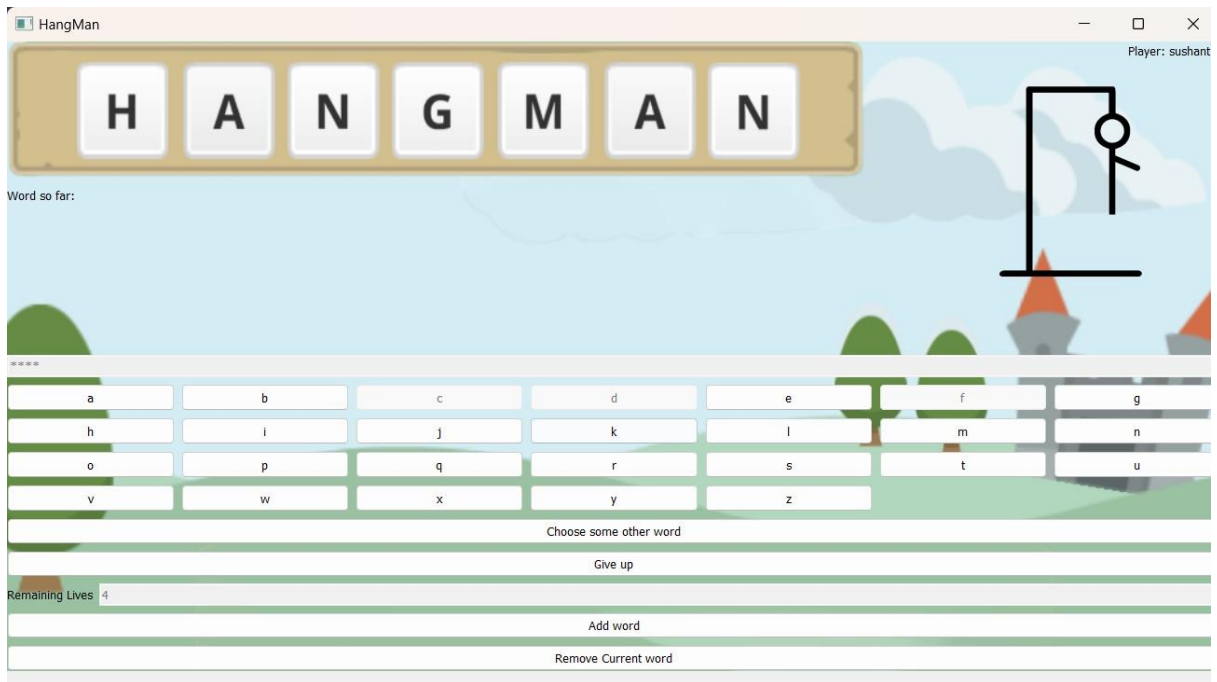 HangMan
Player: sushant
H A N G M A N
Word so far:
****
a b c d e f g
h i j k l m n
o p q r s t u
v w x y z
Choose some other word
Give up
Remaining Lives 4
Add word
Remove Current word